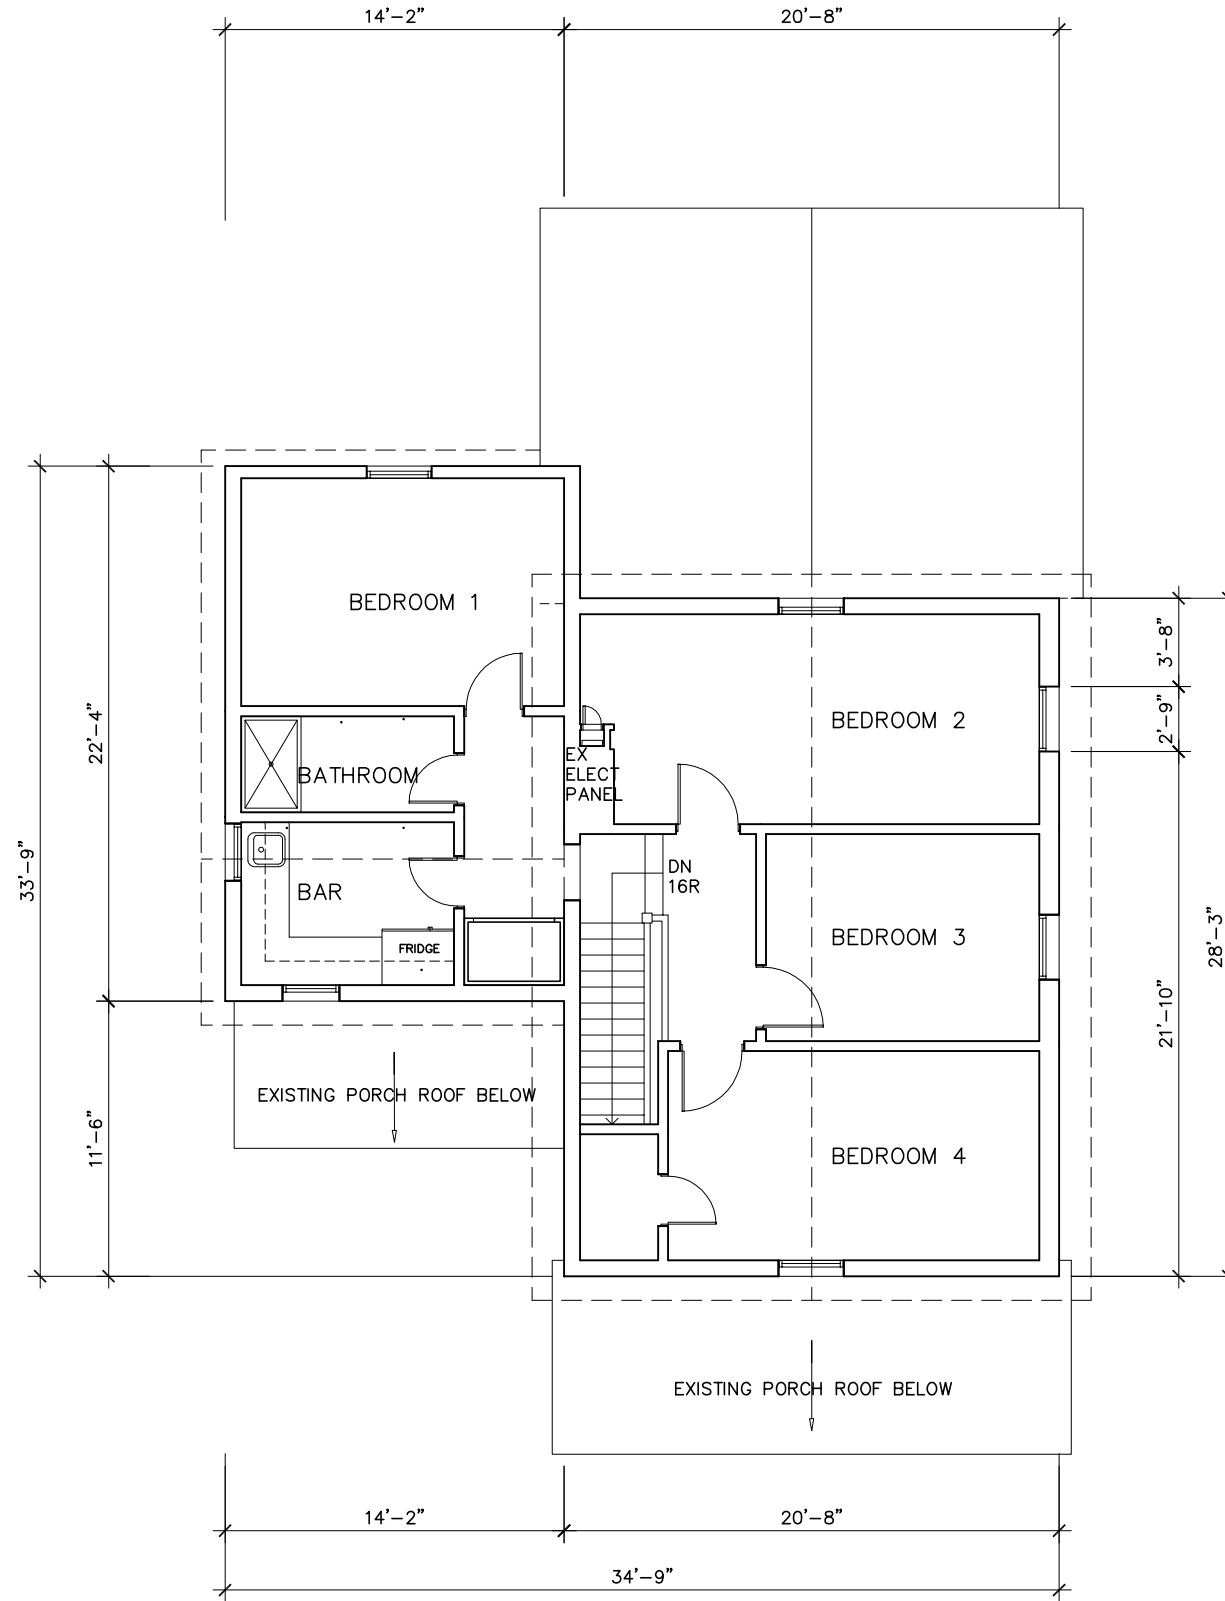 14'-2"
20'-8"
BEDROOM 1
3'-8"
BEDROOM 2
2'-9"
22'-4"
EX
ELECT
PANEL
BATHROOM
33'-9"
DN
16R
BAR
BEDROOM 3
28'-3"
FRIDGE
21'-10"
EXISTING PORCH ROOF BELOW
11'-6"
BEDROOM 4
EXISTING PORCH ROOF BELOW
14'-2"
20'-8"
34'-9"